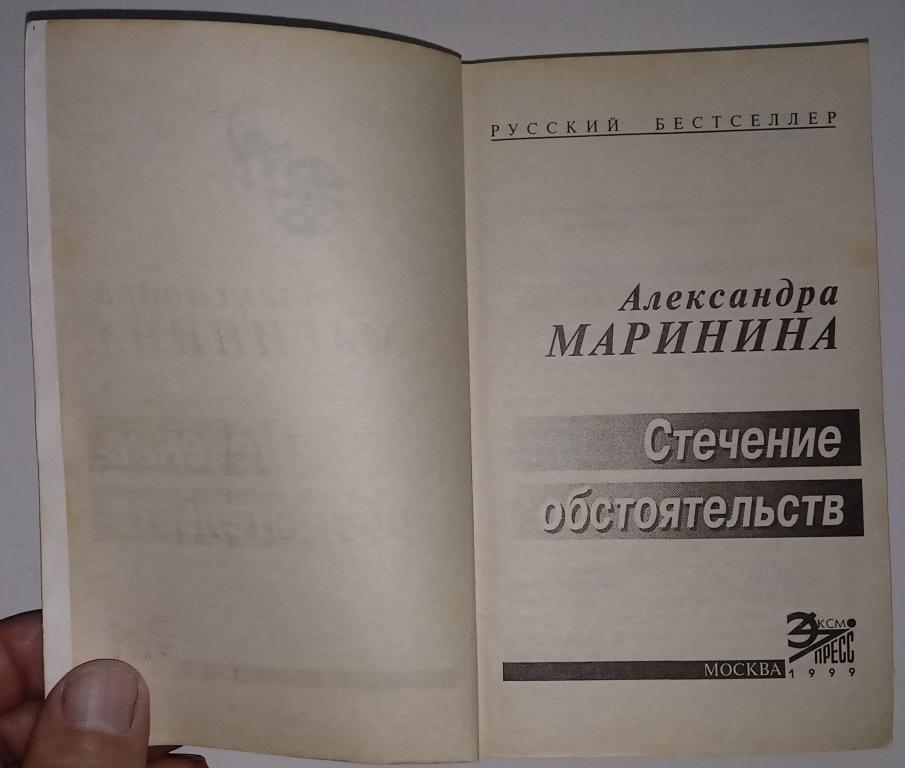 РУССКИЙ БЕСТСЕЛЛЕР
Александра
МАРИНИНА
Стечение
обстоятельств
ЭКСМО
ПРЕСС
МОСКВА 1999